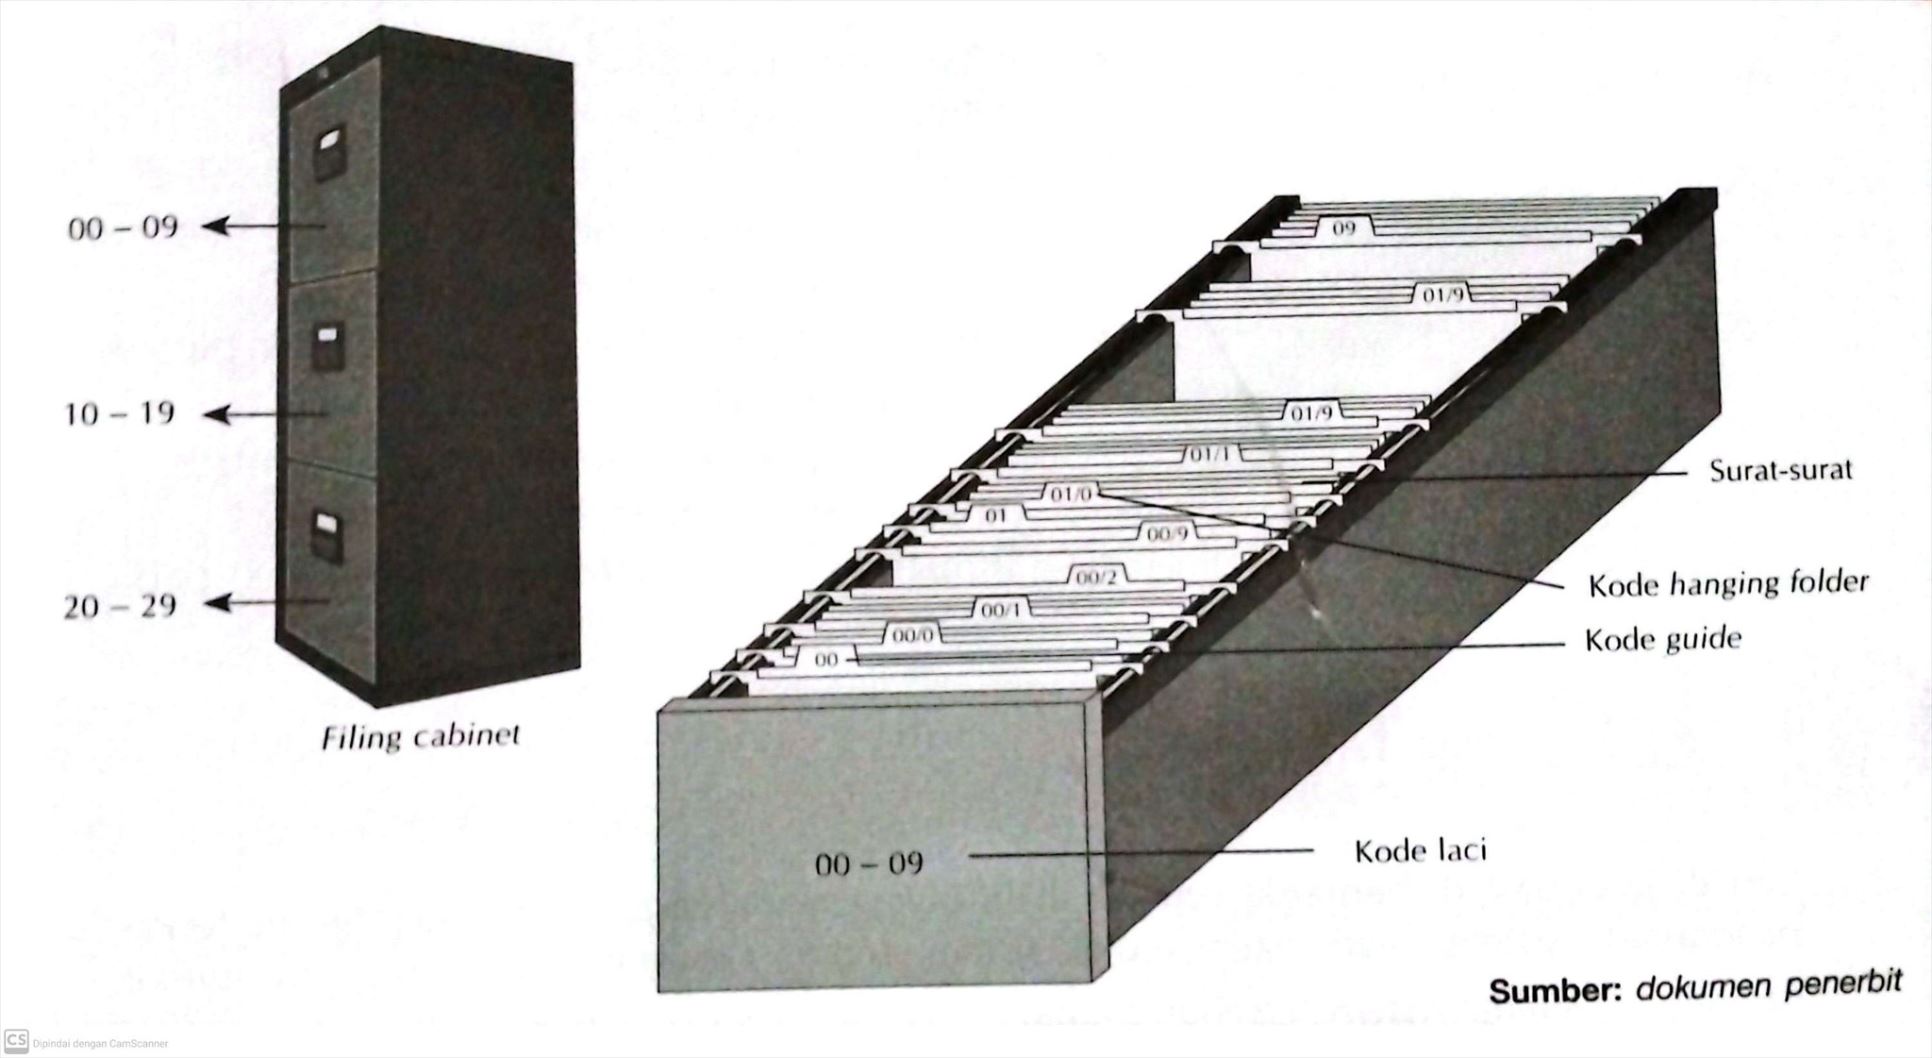 00 – 09
10 – 19
20 – 29
Filing cabinet
09
01/9
01/9
01/1
01/0
01
00/9
00/2
00/1
00/0
00
Surat-surat
Kode hanging folder
Kode guide
00 – 09
Kode laci
Sumber: dokumen penerbit
CS Dipindai dengan CamScanner